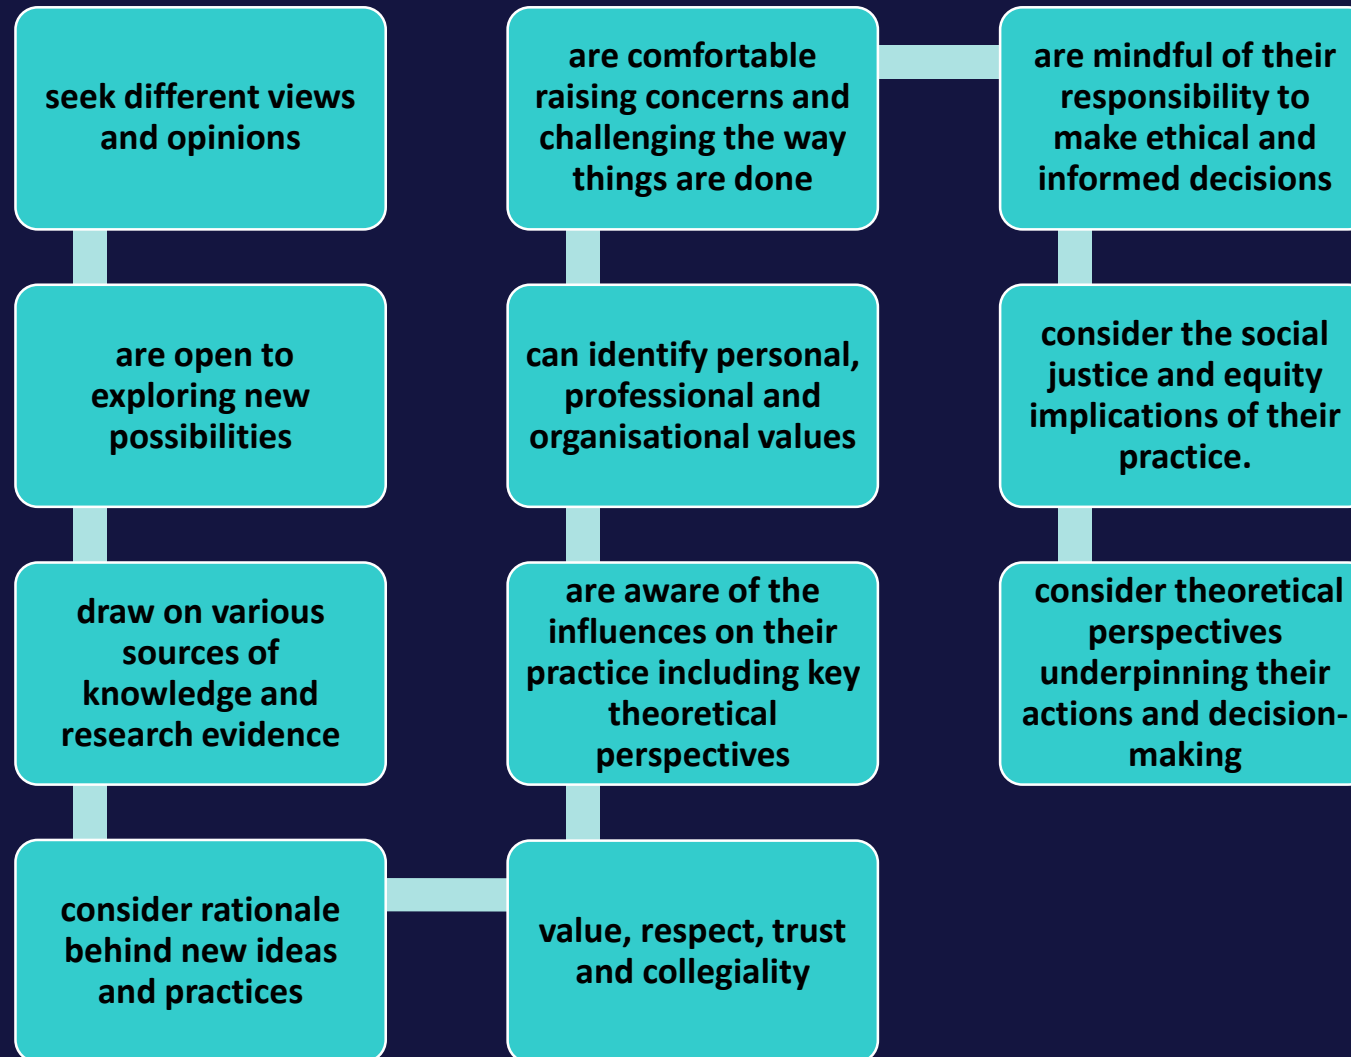 seek different views
and opinions
are open to
exploring new
possibilities
draw on various
sources of
knowledge and
research evidence
consider rationale
behind new ideas
and practices
value, respect, trust
and collegiality
are aware of the
influences on their
practice including key
theoretical
perspectives
can identify personal,
professional and
organisational values
are comfortable
raising concerns and
challenging the way
things are done
are mindful of their
responsibility to
make ethical and
informed decisions
consider the social
justice and equity
implications of their
practice.
consider theoretical
perspectives
underpinning their
actions and decision-
making